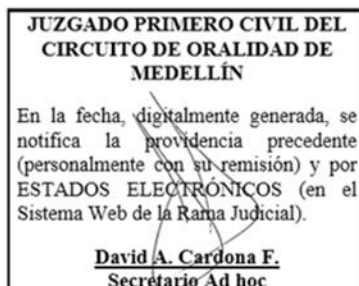 JUZGADO PRIMERO CIVIL DEL
CIRCUITO DE ORALIDAD DE
MEDELLÍN
En la fecha, digitalmente generada, se
notifica la providencia precedente
(personalmente con su remisión) y por
ESTADOS ELECTRÓNICOS (en el
Sistema Web de la Rama Judicial).
David A. Cardona F.
Secretario Ad hoc